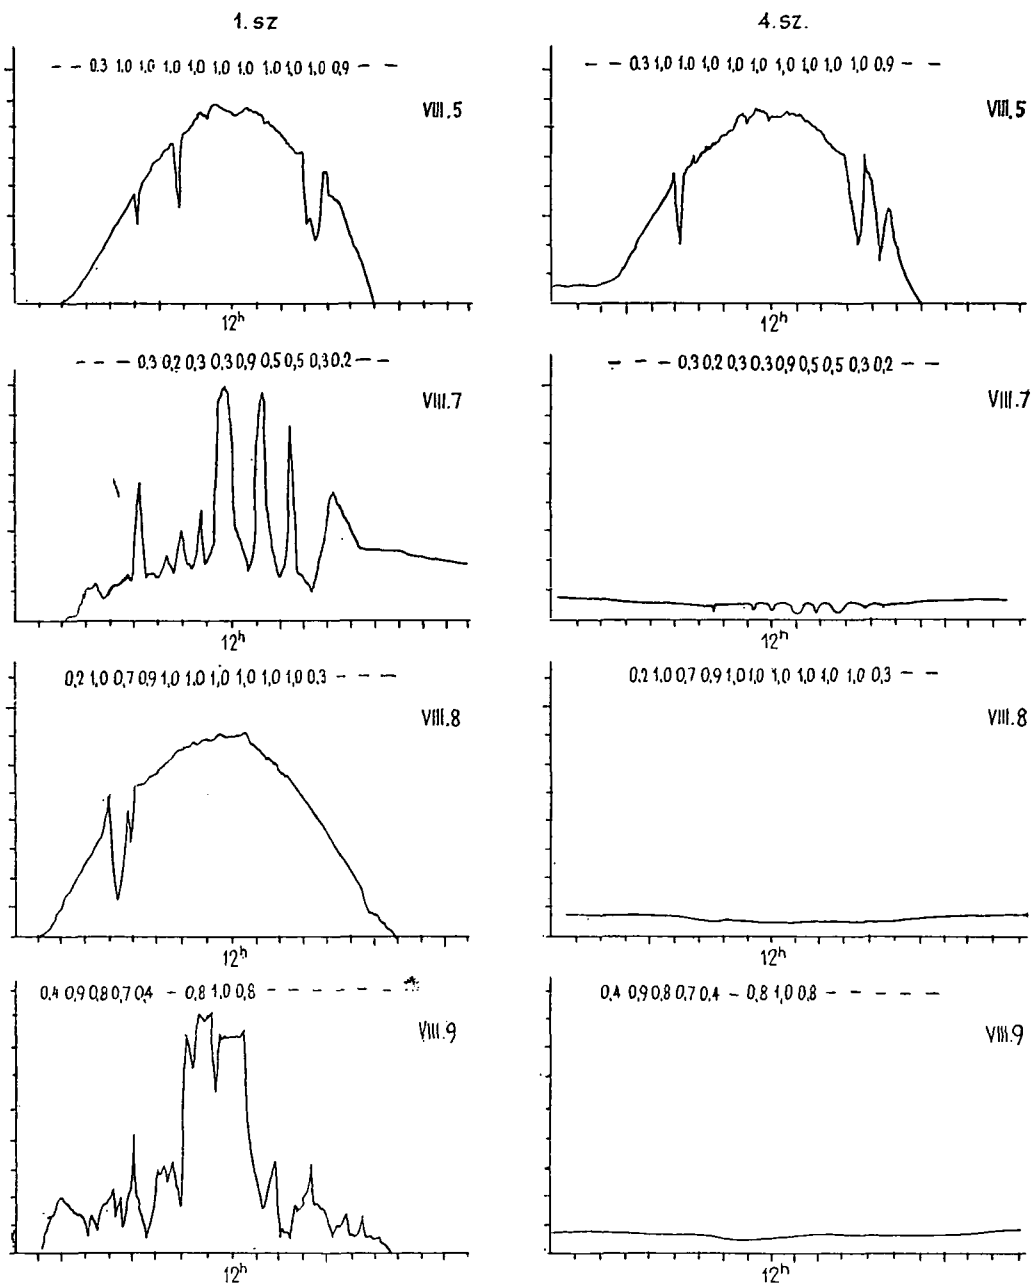 1. SZ
4. SZ.
— — 0.3 1.0 1.0 1.0 1,0 1,0 1,0 1,0 1,0 1,0 0,9 — —
— — 0.3 1,0 1.0 1,0 1,0 1,0 1,0 1,0 1,0 1,0 0.9 — —
VIII.5
VIII.5
12h
12h
— — — 0.3 0.2 0.3 0.3 0.9 0.5 0.5 0.3 0.2 — —
— — — 0.3 0.2 0.3 0.3 0,9 0,5 0,5 0.3 0.2 — —
VIII.7
VIII.7
12h
12h
0.2 1.0 0.7 0.9 1.0 1.0 1,0 1,0 1,0 1,0 0.3 — — —
0.2 1,0 0,7 0,9 1,0 1,0 1,0 1,0 1,0 1,0 0,3 — —
VIII.8
VIII.8
12h
12h
0.4 0,9 0.8 0,7 0,4 — 0.8 1.0 0.8 — — — — — —
0.4 0,9 0,8 0,7 0,4 — 0,8 1,0 0,8 — — — — —
VIII.9
VIII.9
12h
12h